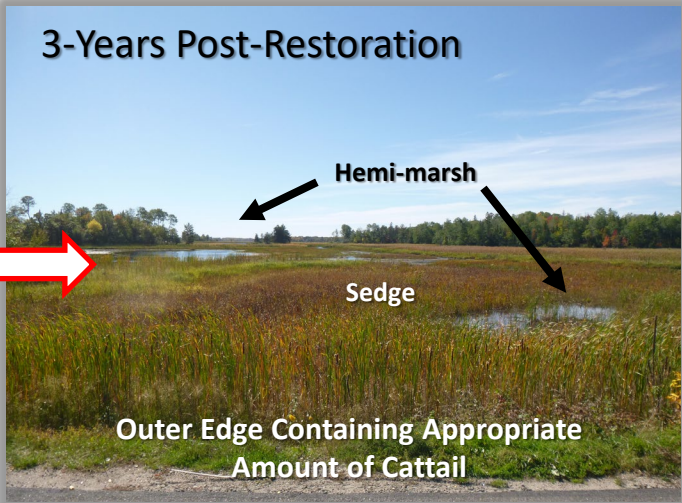 3-Years Post-Restoration
Hemi-marsh
Sedge
Outer Edge Containing Appropriate
Amount of Cattail